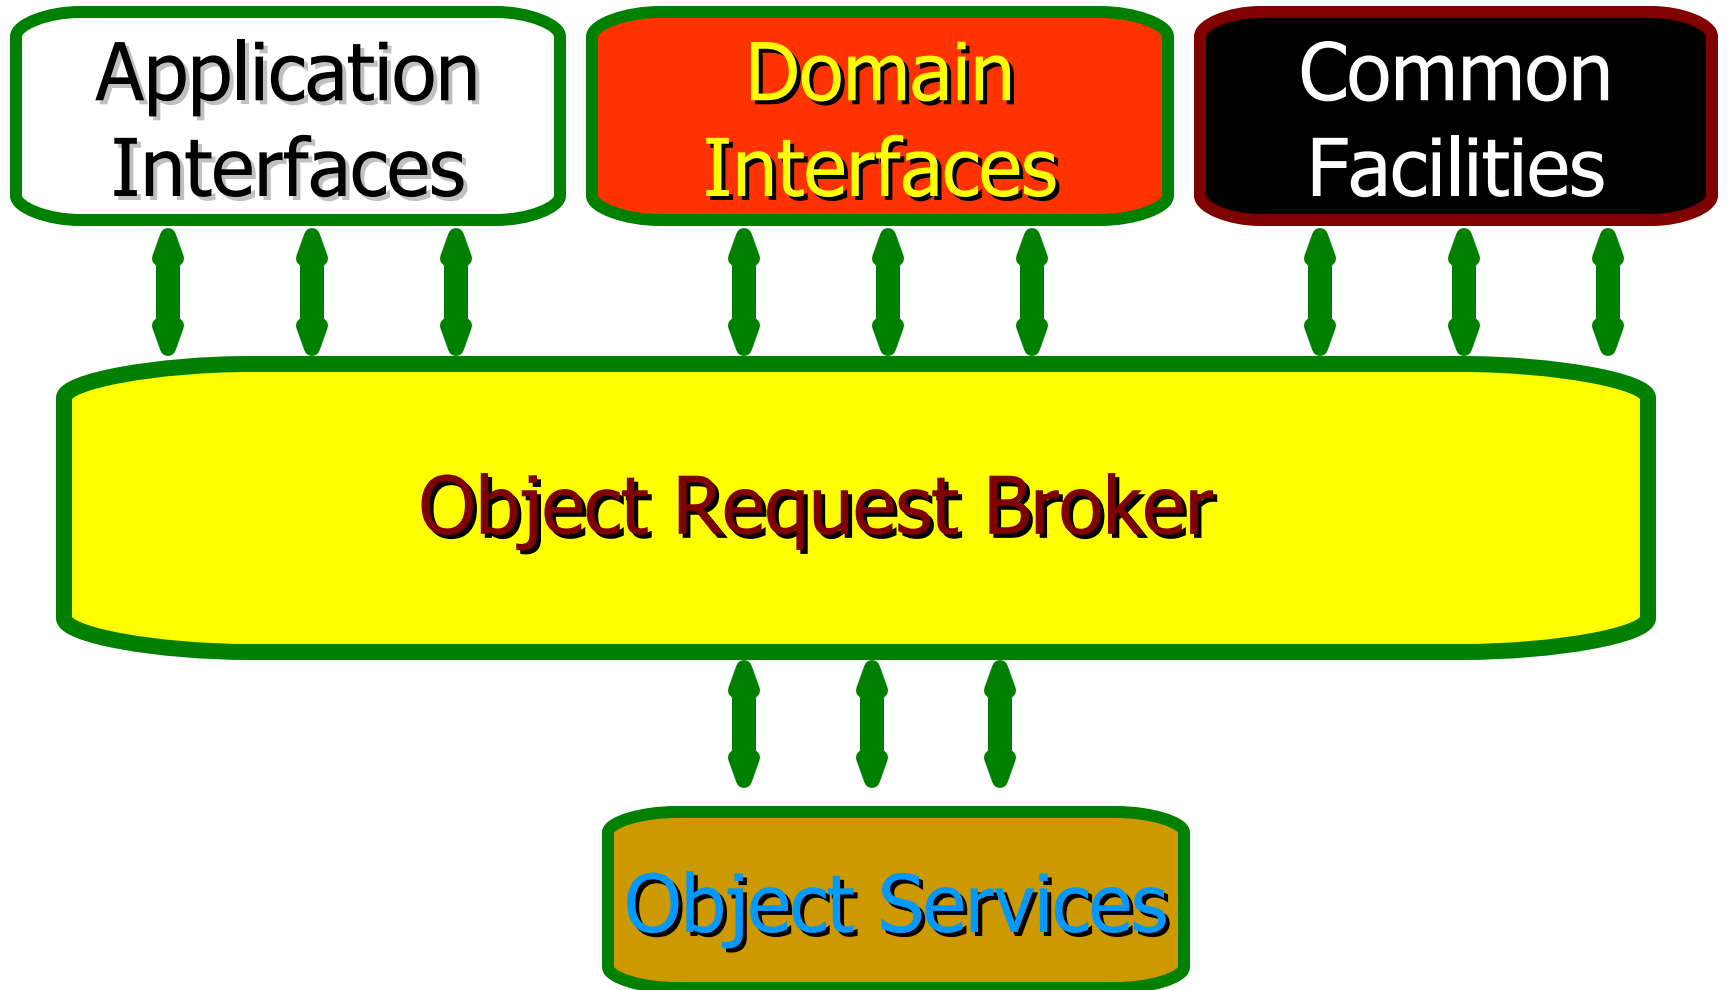 Application
Interfaces
Domain
Interfaces
Common
Facilities
Object Request Broker
Object Services